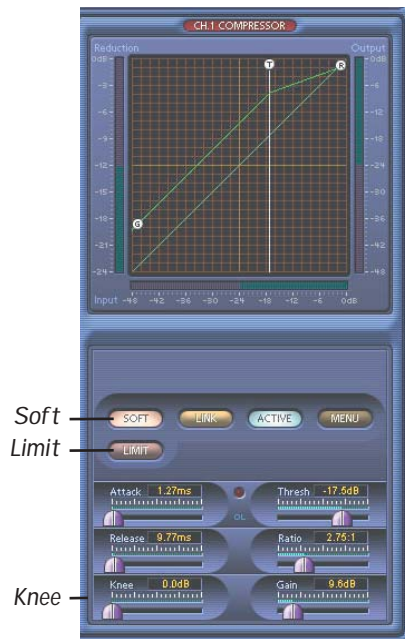 CH.1 COMPRESSOR
Reduction Output
0dB 0dB
-3 -6
-6 -12
-9 -18
-12 -24
-15 -30
-18 -36
-21 -42
-24 -48
T
R
G
Input -48 -42 -36 -30 -24 -18 -12 -6 0dB
Soft SOFT LINK ACTIVE MENU
Limit LIMIT
Attack 1.27ms Thresh -17.5dB
OL
Release 9.77ms Ratio 2.75:1
Knee Knee 0.0dB Gain 9.6dB